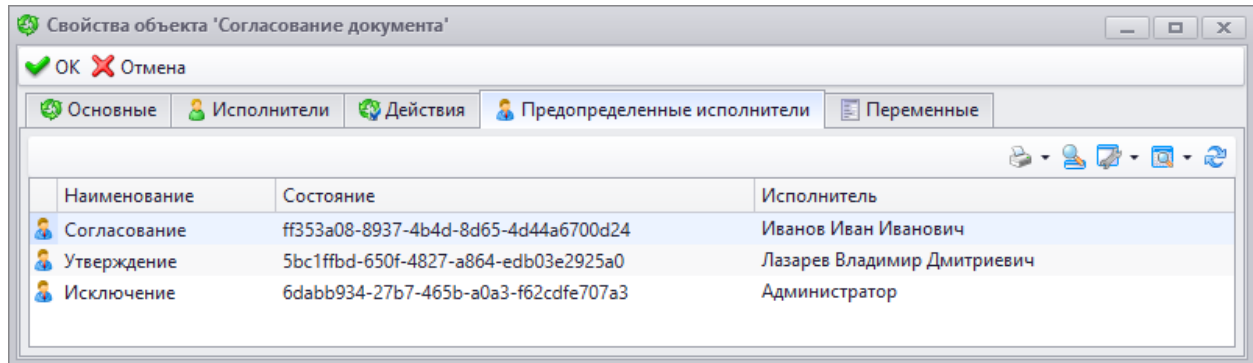 Свойства объекта 'Согласование документа'
ОК Отмена
Основные Исполнители Действия Предопределенные исполнители Переменные
Наименование Состояние Исполнитель
Согласование ff353a08-8937-4b4d-8d65-4d44a6700d24 Иванов Иван Иванович
Утверждение 5bc1ffbd-650f-4827-a864-edb03e2925a0 Лазарев Владимир Дмитриевич
Исключение 6dabb934-27b7-465b-a0a3-f62cdfe707a3 Администратор